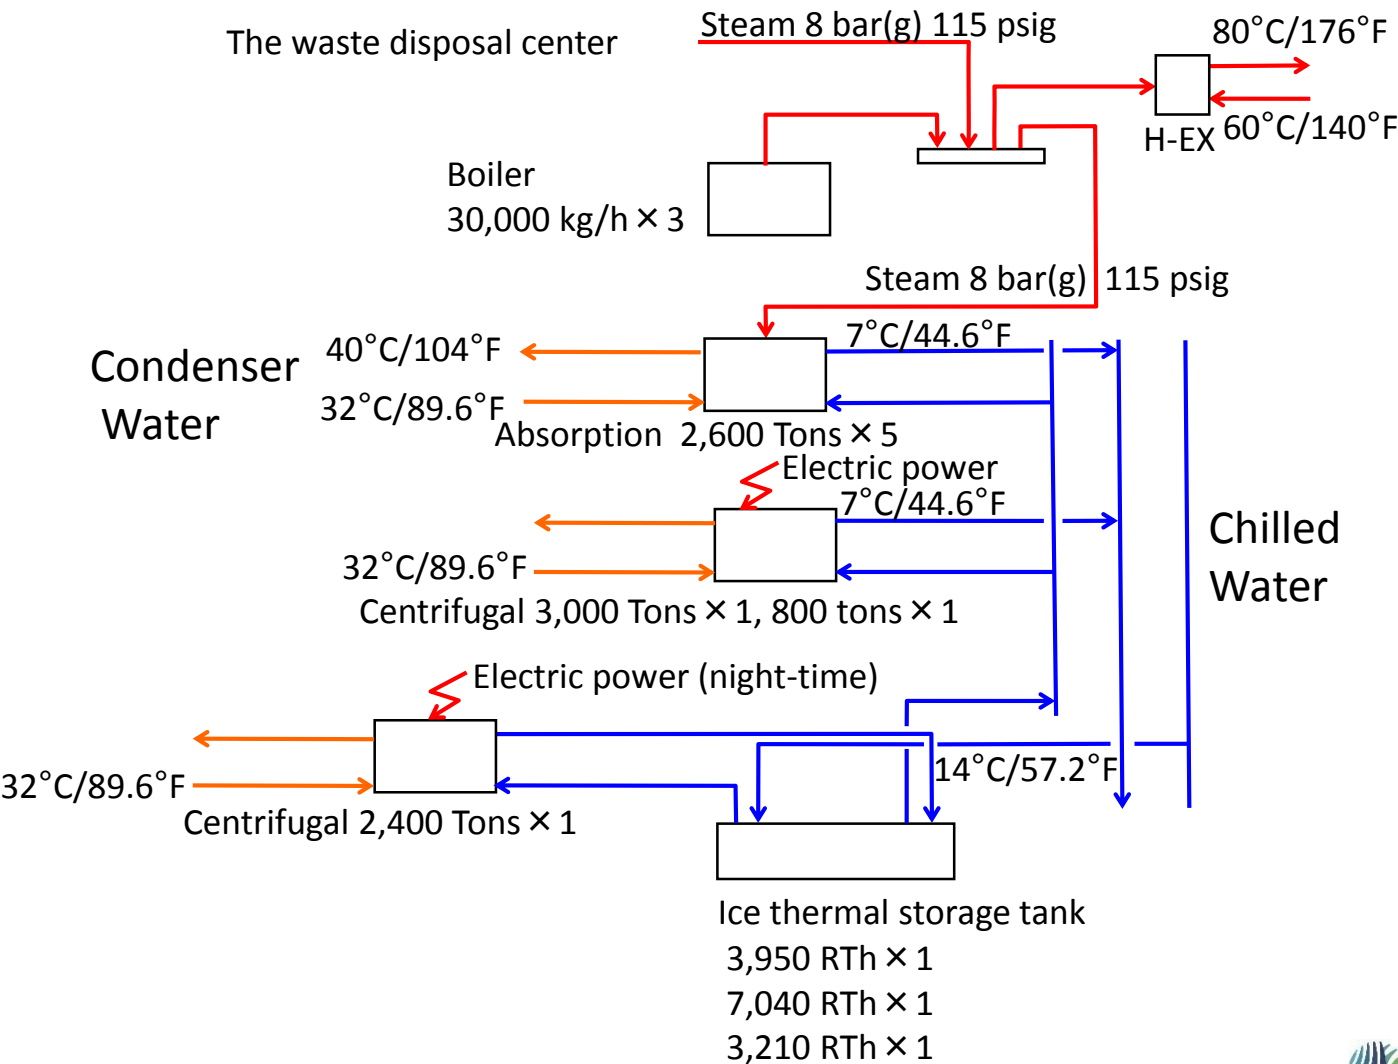 The waste disposal center
Steam 8 bar(g) 115 psig
80°C/176°F
60°C/140°F
H-EX
Boiler
30,000 kg/h × 3
Steam 8 bar(g) 115 psig
Condenser
Water
40°C/104°F
7°C/44.6°F
32°C/89.6°F
Absorption 2,600 Tons × 5
Electric power
7°C/44.6°F
Chilled
Water
32°C/89.6°F
Centrifugal 3,000 Tons × 1, 800 tons × 1
Electric power (night-time)
14°C/57.2°F
32°C/89.6°F
Centrifugal 2,400 Tons × 1
Ice thermal storage tank
3,950 RTh × 1
7,040 RTh × 1
3,210 RTh × 1